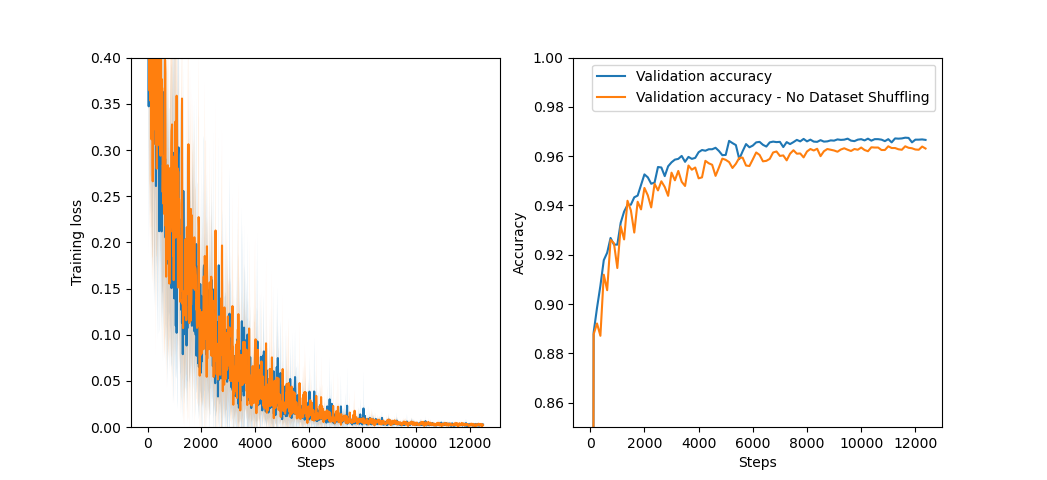 0.40
0.35
0.30
0.25
0.20
0.15
0.10
0.05
0.00
Training loss
0 2000 4000 6000 8000 10000 12000
Steps
1.00
0.98
0.96
0.94
0.92
0.90
0.88
0.86
Accuracy
Validation accuracy
Validation accuracy - No Dataset Shuffling
0 2000 4000 6000 8000 10000 12000
Steps